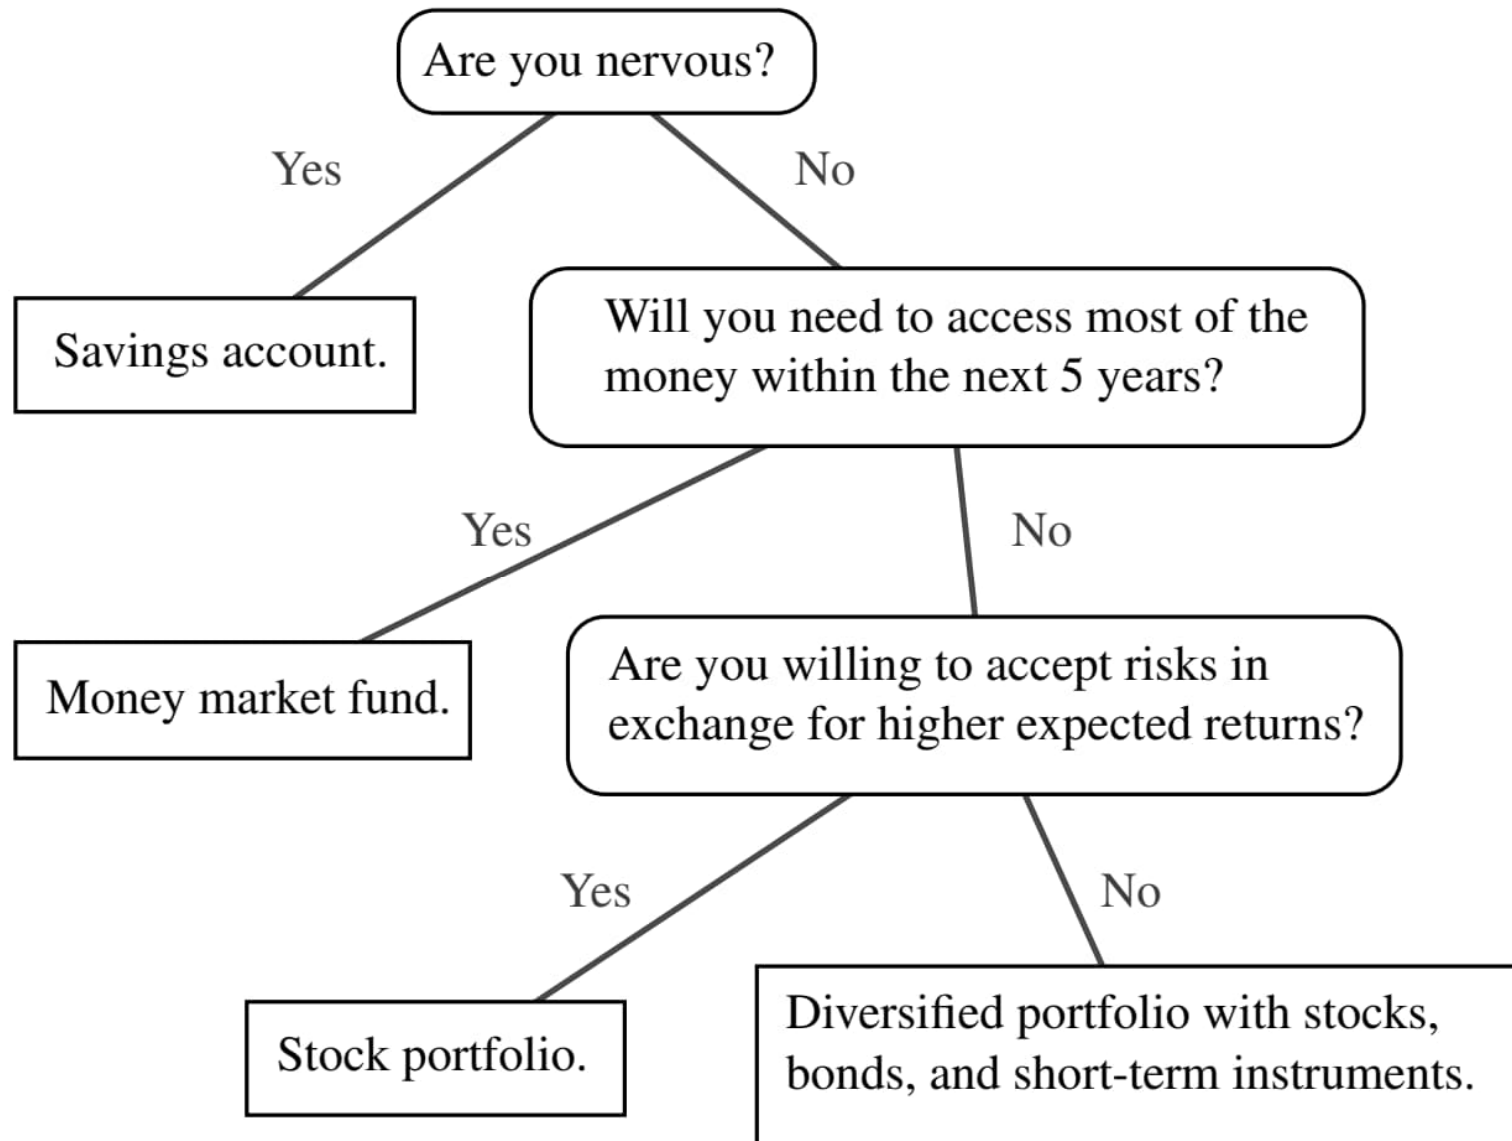 Are you nervous?
Yes
No
Savings account.
Will you need to access most of the
money within the next 5 years?
Yes
No
Money market fund.
Are you willing to accept risks in
exchange for higher expected returns?
Yes
No
Stock portfolio.
Diversified portfolio with stocks,
bonds, and short-term instruments.